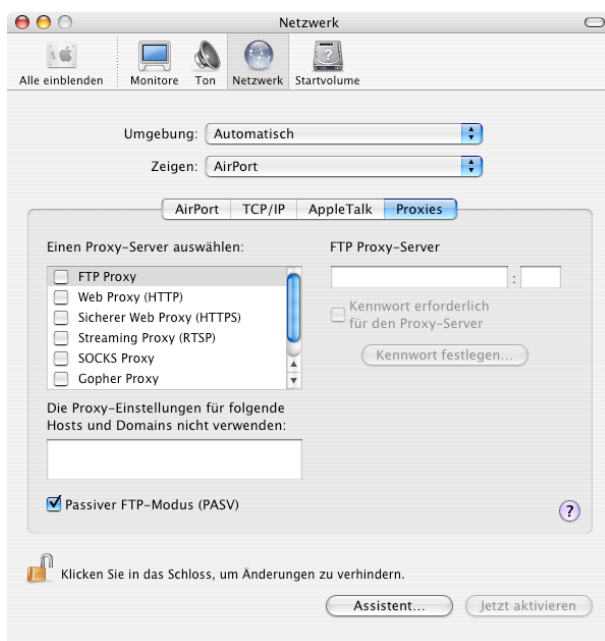 Netzwerk
Alle einblenden Monitore Ton Netzwerk Startvolume
Umgebung: Automatisch
Zeigen: AirPort
AirPort TCP/IP AppleTalk Proxies
Einen Proxy-Server auswählen:
FTP Proxy
Web Proxy (HTTP)
Sicherer Web Proxy (HTTPS)
Streaming Proxy (RTSP)
SOCKS Proxy
Gopher Proxy
FTP Proxy-Server
:
Kennwort erforderlich
für den Proxy-Server
Kennwort festlegen...
Die Proxy-Einstellungen für folgende
Hosts und Domains nicht verwenden:
Passiver FTP-Modus (PASV)
?
Klicken Sie in das Schloss, um Änderungen zu verhindern.
Assistent... Jetzt aktivieren